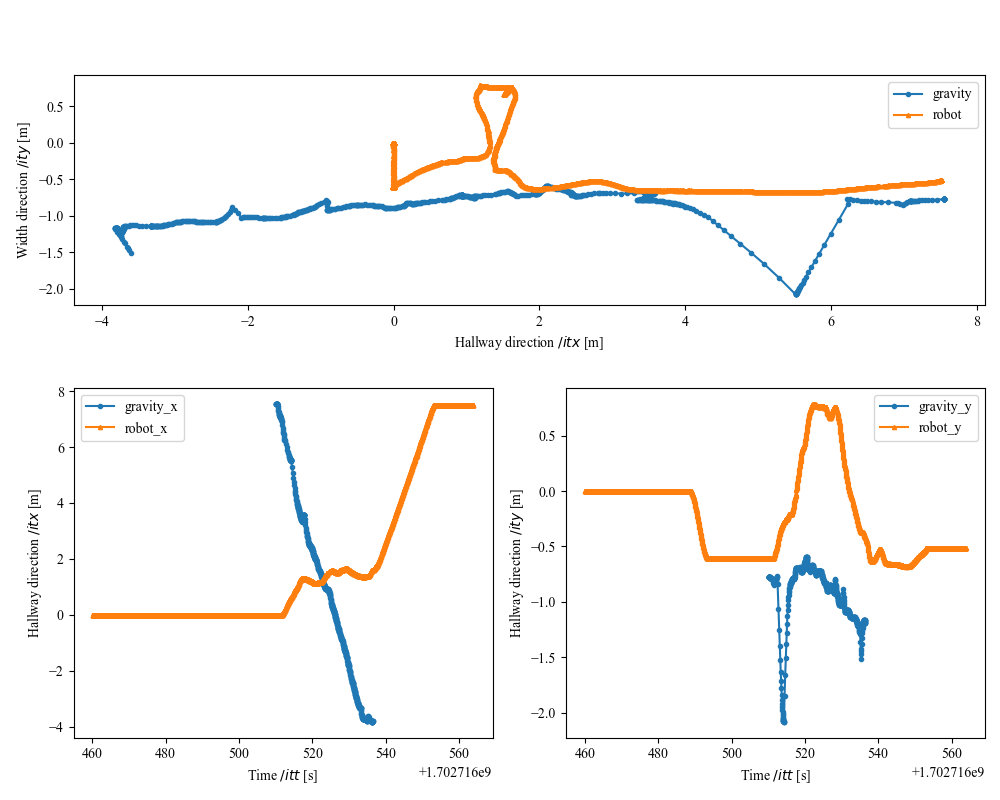 Width direction /ity [m]
0.5
0.0
−0.5
−1.0
−1.5
−2.0
gravity
robot
−4
−2
0
2
4
6
8
Hallway direction /itx [m]
Hallway direction /itx [m]
8
6
4
2
0
−2
−4
gravity_x
robot_x
460
480
500
520
540
560
Time /itt [s]
+1.702716e9
Hallway direction /ity [m]
0.5
0.0
−0.5
−1.0
−1.5
−2.0
gravity_y
robot_y
460
480
500
520
540
560
Time /itt [s]
+1.702716e9